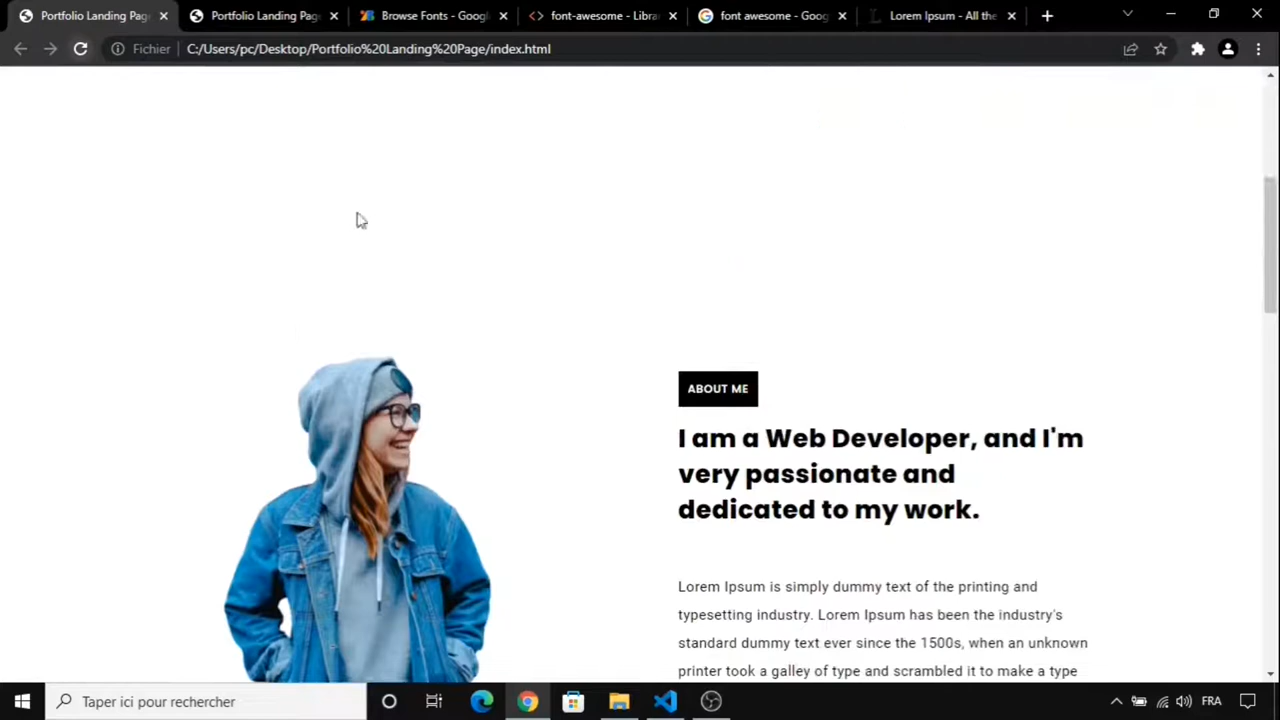 Portfolio Landing Pag
Portfolio Landing Pag
Browse Fonts - Googl
font-awesome - Librar
font awesome - Goog
Lorem Ipsum - All the
Fichier
C:/Users/pc/Desktop/Portfolio%20Landing%20Page/index.html
ABOUT ME
I am a Web Developer, and I'm
very passionate and
dedicated to my work.
Lorem Ipsum is simply dummy text of the printing and
typesetting industry. Lorem Ipsum has been the industry's
standard dummy text ever since the 1500s, when an unknown
printer took a galley of type and scrambled it to make a type
Taper ici pour rechercher
FRA